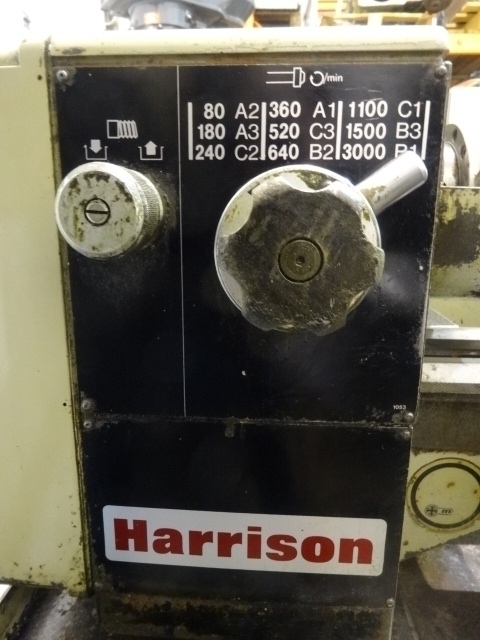 /min
80 A2 360 A1 1100 C1
180 A3 520 C3 1500 B3
240 C2 640 B2 3000 B1
1053
Harrison